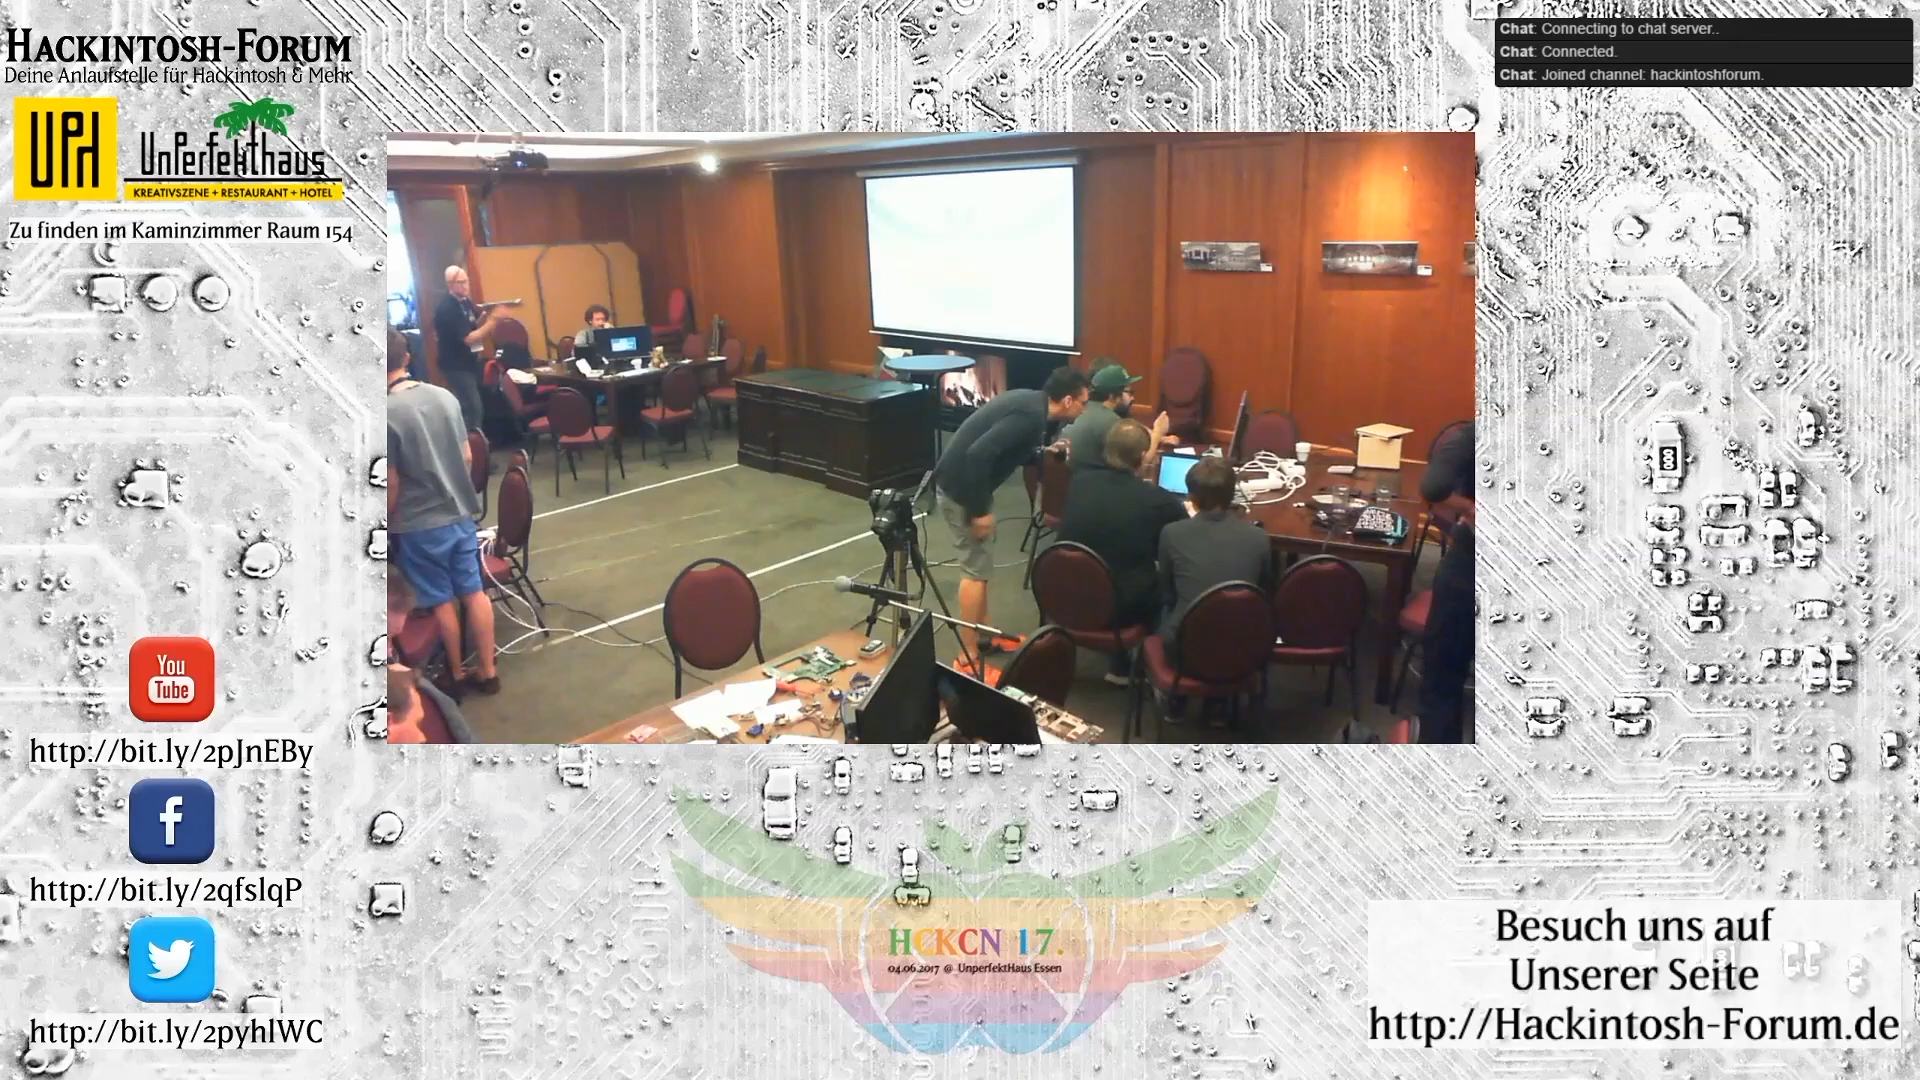 HACKINTOSH-FORUM
Deine Anlaufstelle für Hackintosh & Mehr
UPH
UnPerfekthaus
KREATIVSZENE + RESTAURANT + HOTEL
Zu finden im Kaminzimmer Raum 154
Chat: Connecting to chat server..
Chat: Connected.
Chat: Joined channel: hackintoshforum.
You
Tube
http://bit.ly/2pJnEBy
f
http://bit.ly/2qfslqP
http://bit.ly/2pyhlWC
HCKCN 17.
04.06.2017 @ UnperfektHaus Essen
Besuch uns auf
Unserer Seite
http://Hackintosh-Forum.de